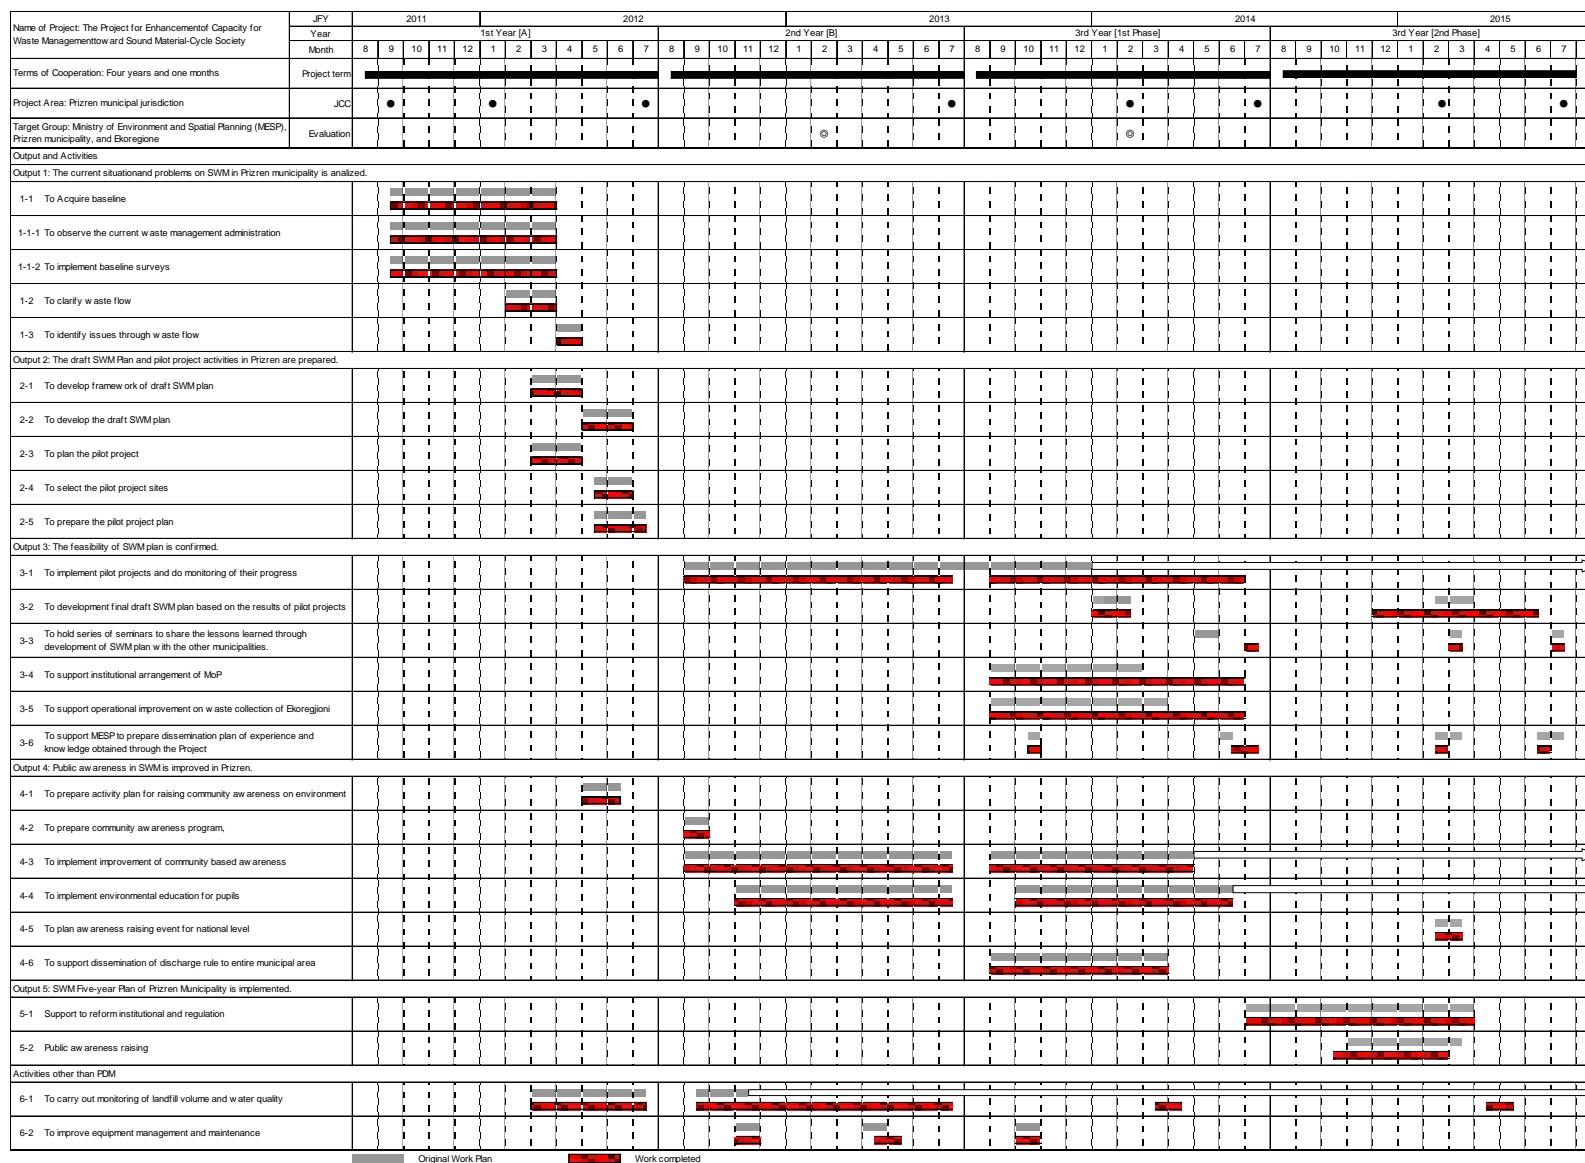 Name of Project: The Project for Enhancementof Capacity for
Waste Managementtow ard Sound Material-Cycle Society
JFY 2011 2012 2013 2014 2015
Year 1st Year [A] 2nd Year [B] 3rd Year [1st Phase] 3rd Year [2nd Phase]
Month 8 9 10 11 12 1 2 3 4 5 6 7 8 9 10 11 12 1 2 3 4 5 6 7 8 9 10 11 12 1 2 3 4 5 6 7 8 9 10 11 12 1 2 3 4 5 6 7
Terms of Cooperation: Four years and one months Project term
Project Area: Prizren municipal jurisdiction JCC
Target Group: Ministry of Environment and Spatial Planning (MESP),
Prizren municipality, and Ekoregione Evaluation
Output and Activities
Output 1: The current situationand problems on SWM in Prizren municipality is analized.
1-1 To Acquire baseline
1-1-1 To observe the current w aste management administration
1-1-2 To implement baseline surveys
1-2 To clarify w aste flow
1-3 To identify issues through w aste flow
Output 2: The draft SWM Plan and pilot project activities in Prizren are prepared.
2-1 To develop framew ork of draft SWM plan
2-2 To develop the draft SWM plan
2-3 To plan the pilot project
2-4 To select the pilot project sites
2-5 To prepare the pilot project plan
Output 3: The feasibility of SWM plan is confirmed.
3-1 To implement pilot projects and do monitoring of their progress
3-2 To development final draft SWM plan based on the results of pilot projects
3-3 To hold series of seminars to share the lessons learned through
development of SWM plan w ith the other municipalities.
3-4 To support institutional arrangement of MoP
3-5 To support operational improvement on w aste collection of Ekoregjioni
3-6 To support MESP to prepare dissemination plan of experience and
know ledge obtained through the Project
Output 4: Public aw areness in SWM is improved in Prizren.
4-1 To prepare activity plan for raising community aw areness on environment
4-2 To prepare community aw areness program,
4-3 To implement improvement of community based aw areness
4-4 To implement environmental education for pupils
4-5 To plan aw areness raising event for national level
4-6 To support dissemination of discharge rule to entire municipal area
Output 5: SWM Five-year Plan of Prizren Municipality is implemented.
5-1 Support to reform institutional and regulation
5-2 Public aw areness raising
Activities other than PDM
6-1 To carry out monitoring of landfill volume and w ater quality
6-2 To improve equipment management and maintenance
Original Work Plan Work completed